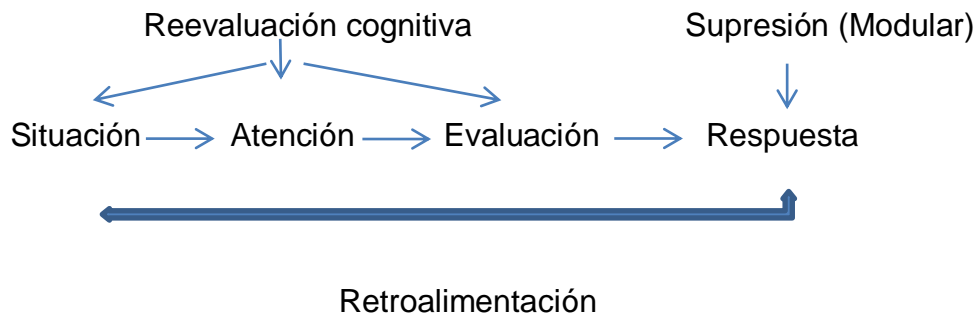 Reevaluación cognitiva Supresión (Modular)
Situación Atención Evaluación Respuesta
Retroalimentación